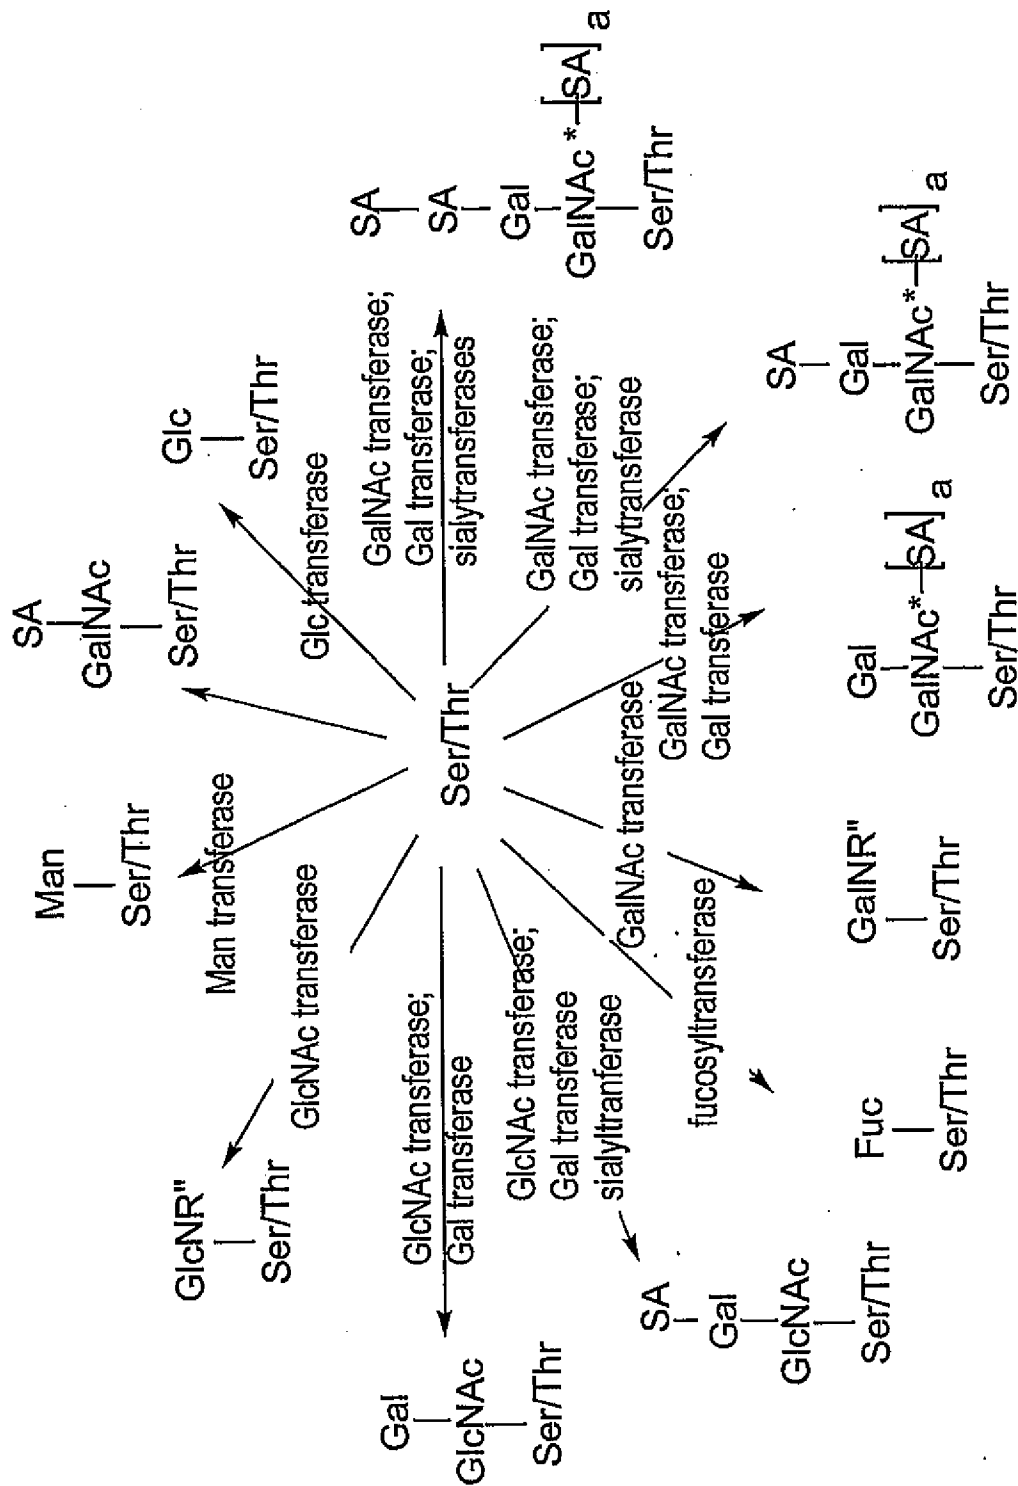 SA
GalNAc
Ser/Thr
Man
Ser/Thr
Man transferase
Glc
Ser/Thr
Glc transferase
GlcNR"
Ser/Thr
GlcNAc transferase
SA
SA
Gal
GalNAc*[SA]a
Ser/Thr
GalNAc transferase;
Gal transferase;
sialytransferases
Gal
GlcNAc
Ser/Thr
GlcNAc transferase;
Gal transferase
Ser/Thr
GlcNAc transferase;
Gal transferase
sialyltranferase
GalNAc transferase;
Gal transferase;
sialytransferase
GalNAc transferase
GalNAc transferase;
Gal transferase
fucosyltransferase
SA
Gal
GlcNAc
Ser/Thr
Fuc
Ser/Thr
GalNR"
Ser/Thr
Gal
GalNAc*[SA]a
Ser/Thr
SA
Gal
GalNAc*[SA]a
Ser/Thr